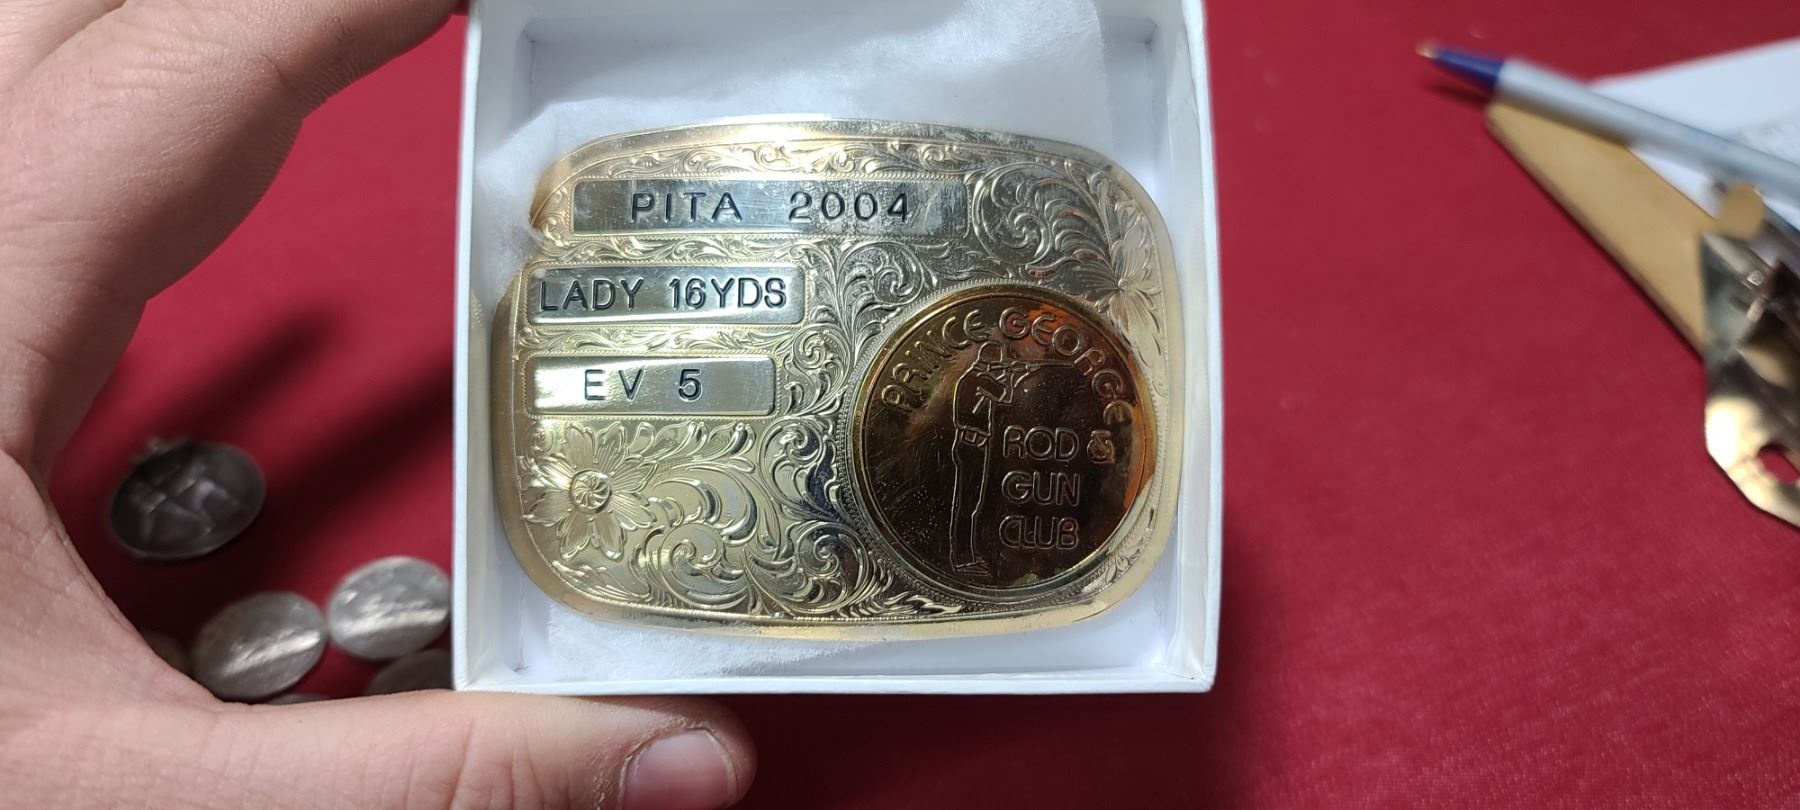 PITA 2004
LADY 16YDS
EV 5
PRINCE GEORGE
ROD &
GUN
CLUB